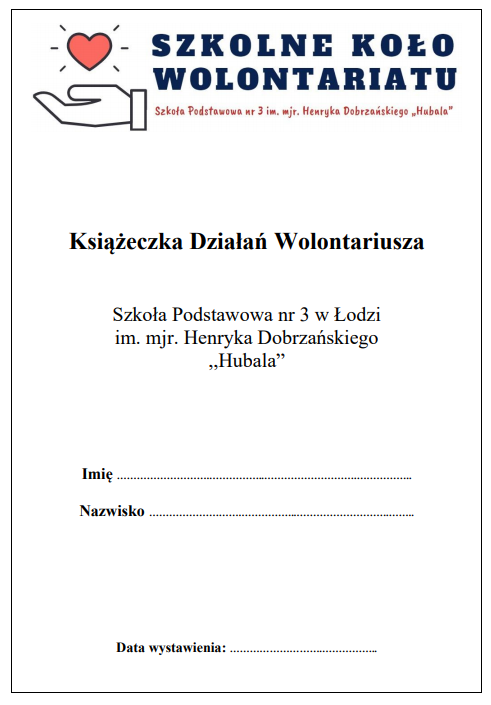 SZKOLNE KOŁO
WOLONTARIATU
Szkoła Podstawowa nr 3 im. mjr. Henryka Dobrzańskiego „Hubala”
Książeczka Działań Wolontariusza
Szkoła Podstawowa nr 3 w Łodzi
im. mjr. Henryka Dobrzańskiego
,,Hubala”
Imię ........................................................................................
Nazwisko ................................................................................
Data wystawienia: ............................................